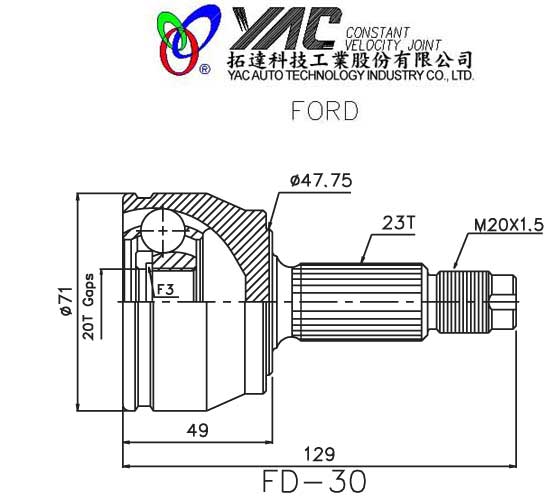 YAC CONSTANT
VELOCITY JOINT
®
拓達科技工業股份有限公司
YAC AUTO TECHNOLOGY INDUSTRY CO., LTD.
FORD
ø47.75
23T
M20X1.5
ø71
20T Gaps
F3
49
129
FD-30